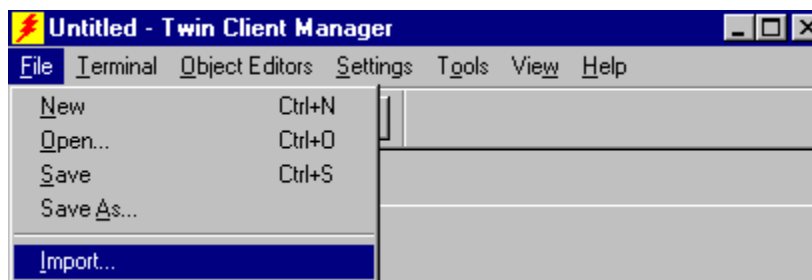 Untitled - Twin Client Manager
File Terminal Object Editors Settings Tools View Help
New Ctrl+N
Open... Ctrl+O
Save Ctrl+S
Save As...
Import...